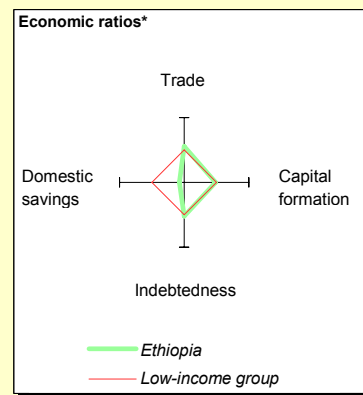 Economic ratios*
Trade
Domestic
savings
Capital
formation
Indebtedness
Ethiopia
Low-income group